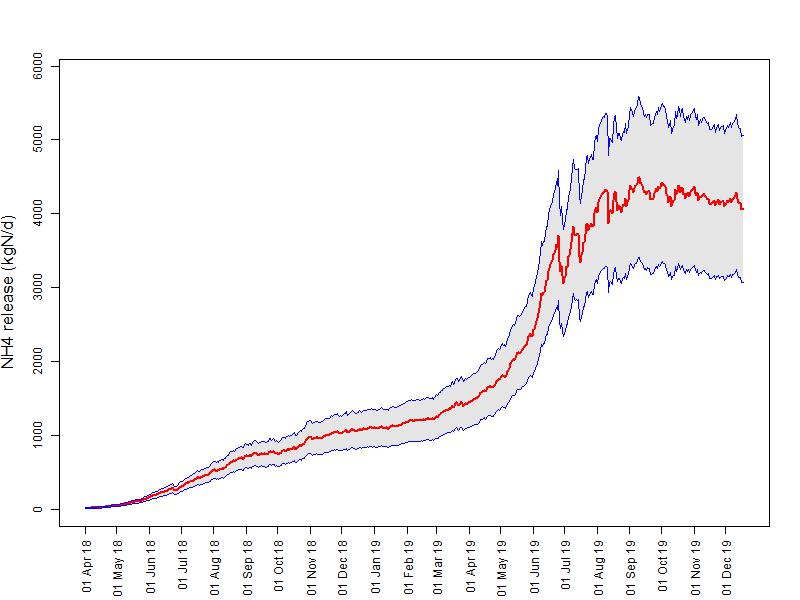 NH4 release (kgN/d)
6000
5000
4000
3000
2000
1000
0
01 Apr 18
01 May 18
01 Jun 18
01 Jul 18
01 Aug 18
01 Sep 18
01 Oct 18
01 Nov 18
01 Dec 18
01 Jan 19
01 Feb 19
01 Mar 19
01 Apr 19
01 May 19
01 Jun 19
01 Jul 19
01 Aug 19
01 Sep 19
01 Oct 19
01 Nov 19
01 Dec 19